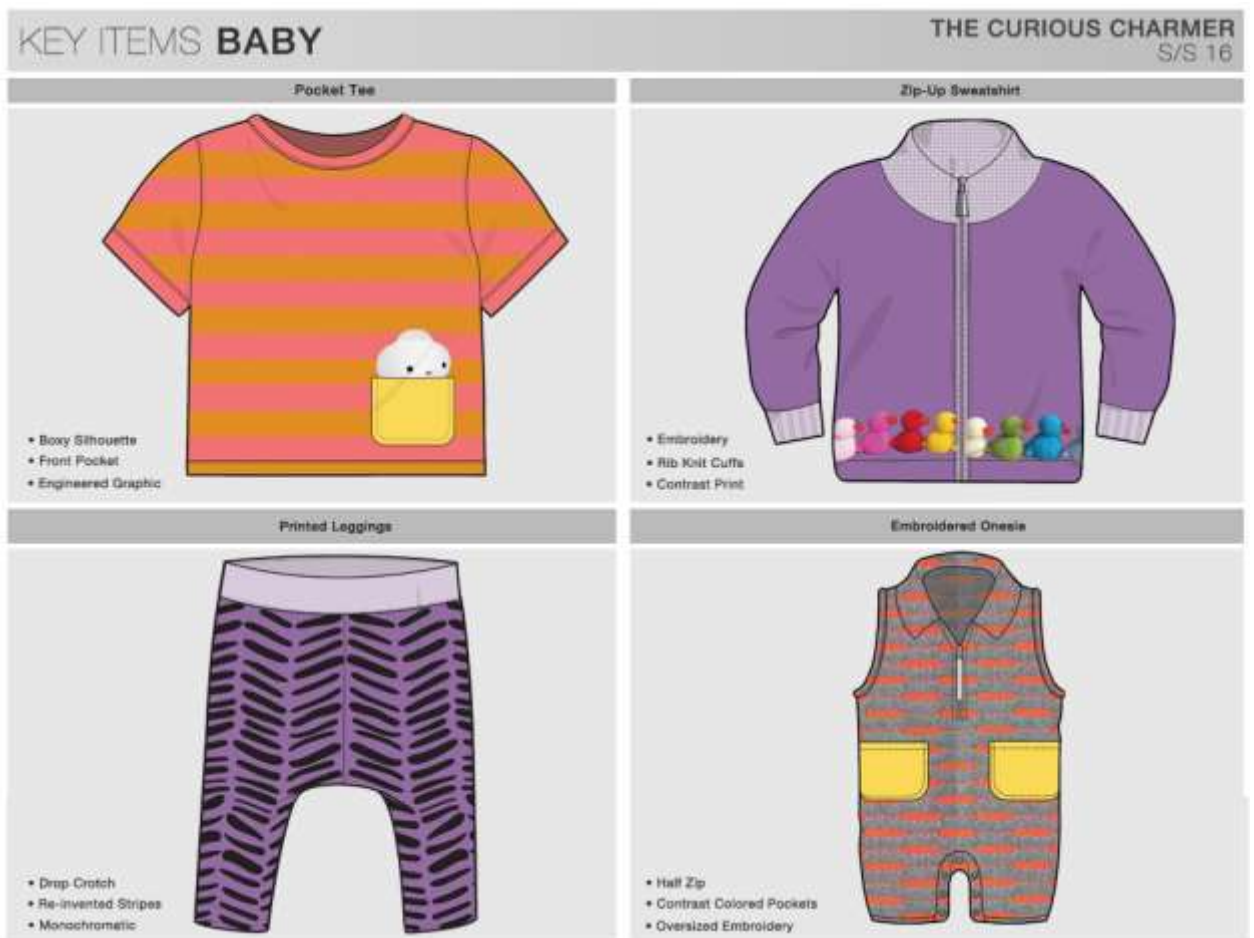 KEY ITEMS BABY
THE CURIOUS CHARMER
S/S 16
Pocket Tee
• Boxy Silhouette
• Front Pocket
• Engineered Graphic
Zip-Up Sweatshirt
• Embroidery
• Rib Knit Cuffs
• Contrast Print
Printed Leggings
• Drop Crotch
• Re-invented Stripes
• Monochromatic
Embroidered Onesie
• Half Zip
• Contrast Colored Pockets
• Oversized Embroidery